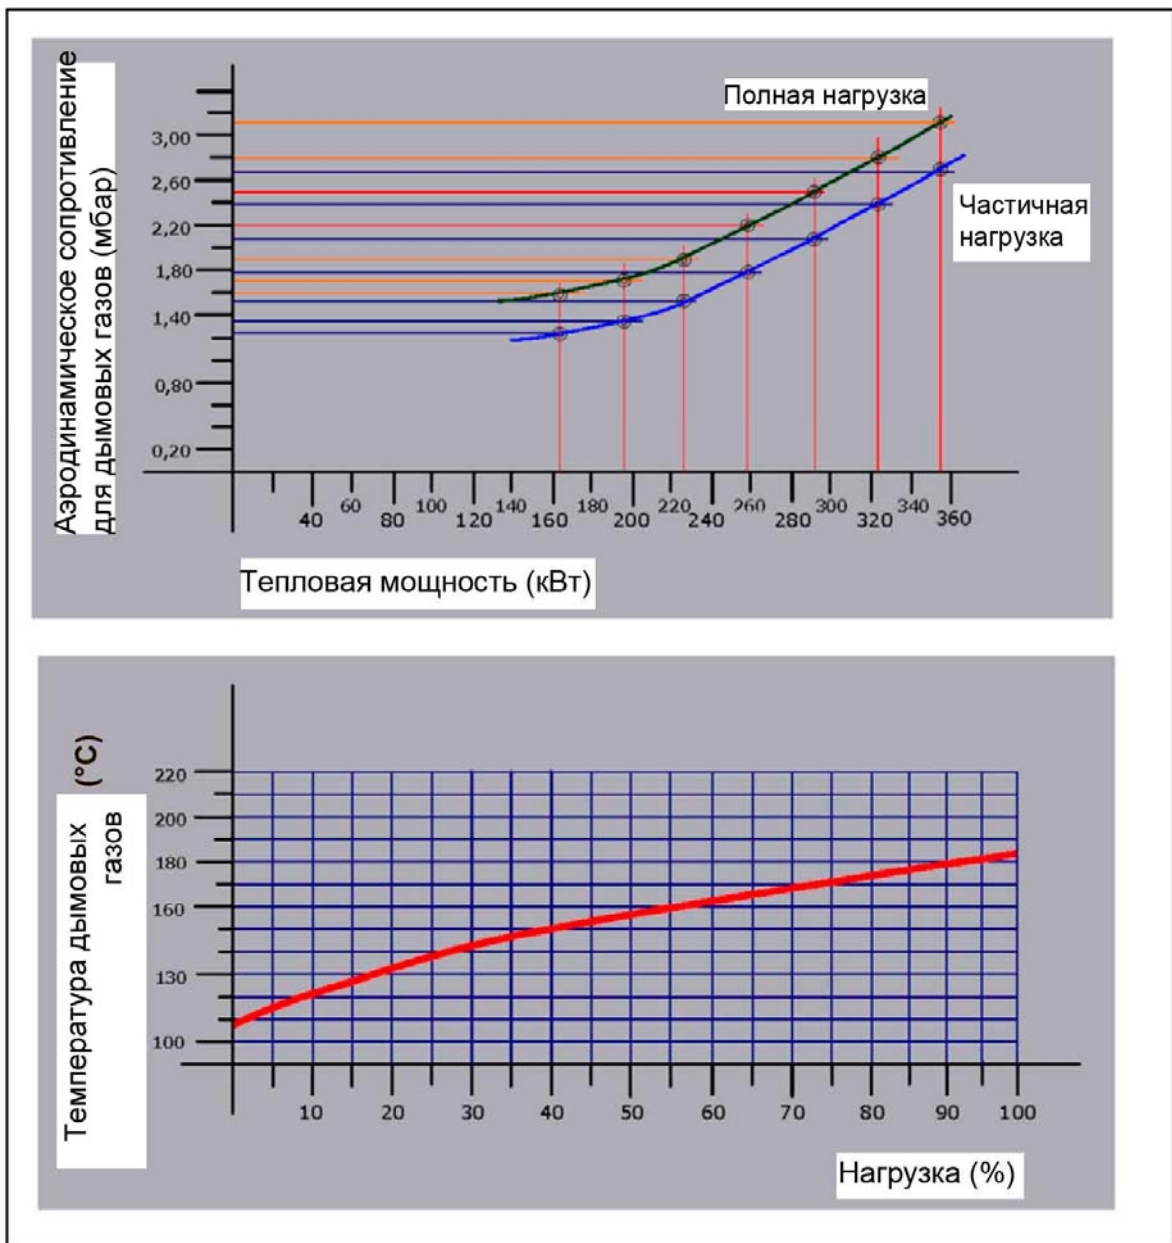 Аэродинамическое сопротивление
для дымовых газов (мбар)
Полная нагрузка
Частичная
нагрузка
3,00
2,60
2,20
1,80
1,40
0,80
0,20
40 60 80 100 120 140 160 180 200 220 240 260 280 300 320 340 360
Тепловая мощность (кВт)
Температура дымовых (°C)
газов
220
200
180
160
130
100
10 20 30 40 50 60 70 80 90 100
Нагрузка (%)